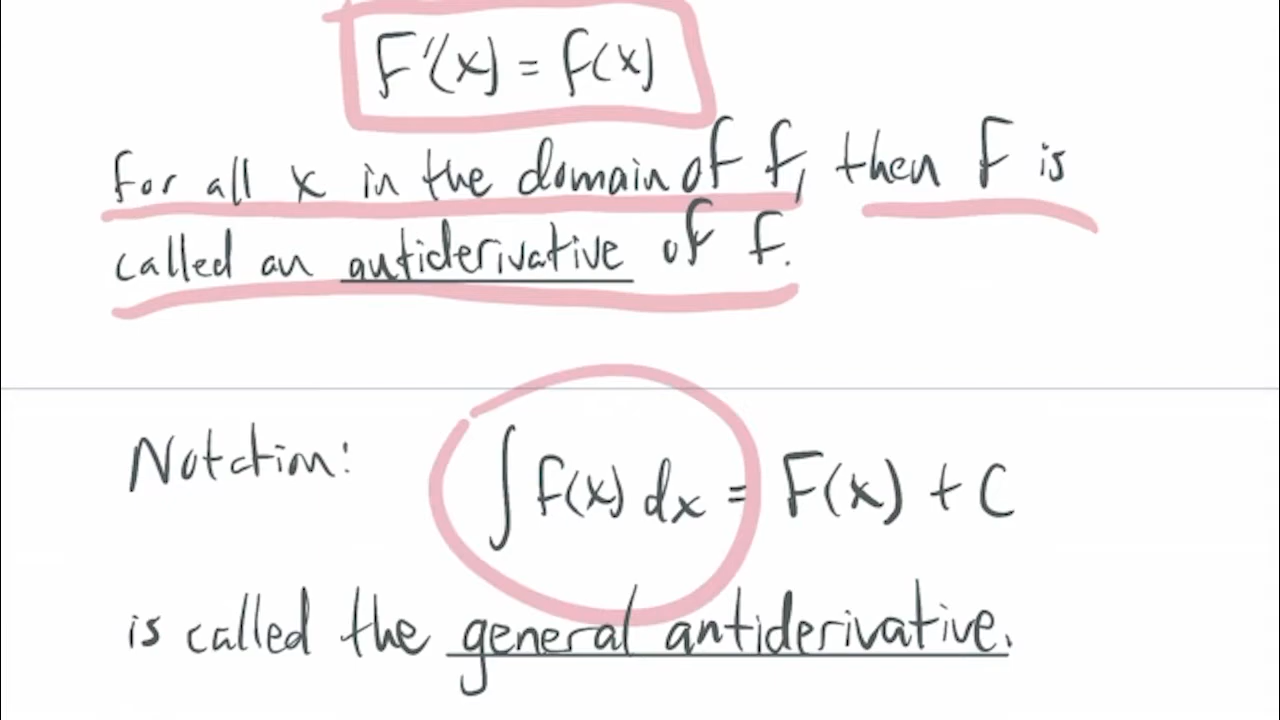 F'(x) = f(x)
for all x in the domain of f, then F is
called an antiderivative of f.
Notation: ∫ f(x) dx = F(x) + C
is called the general antiderivative.